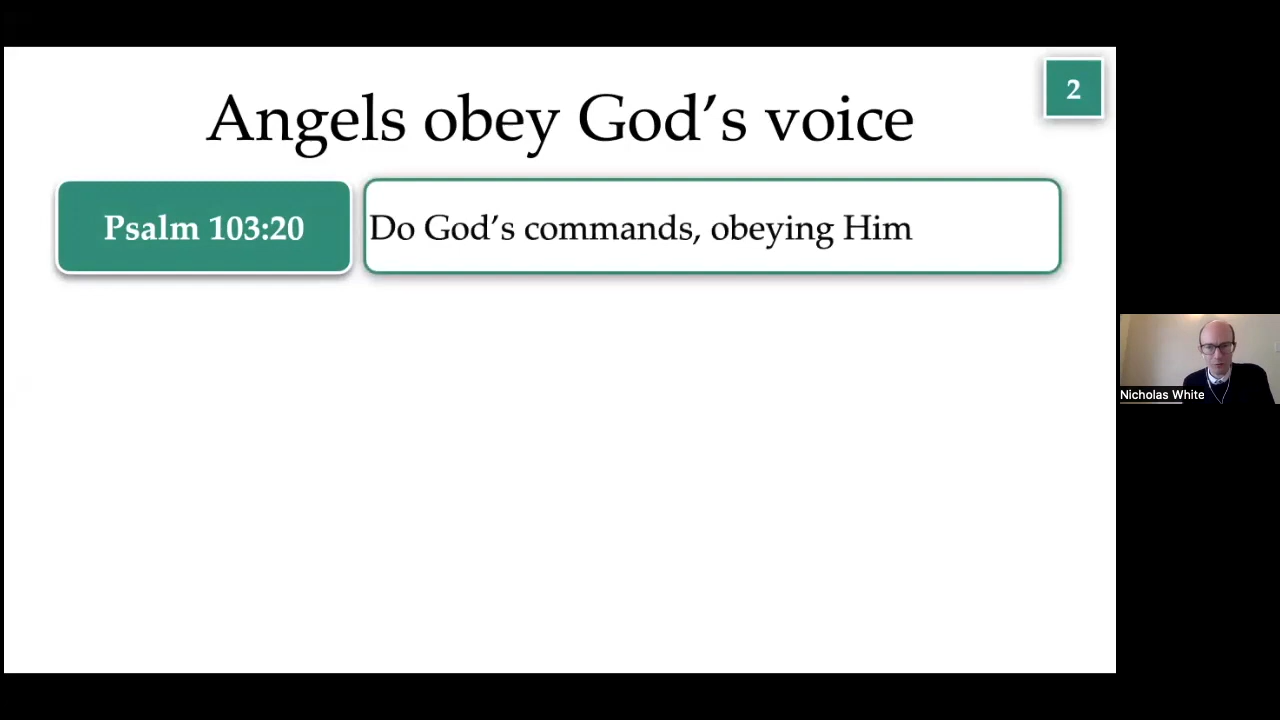 Angels obey God’s voice
2
Psalm 103:20
Do God’s commands, obeying Him
Nicholas White